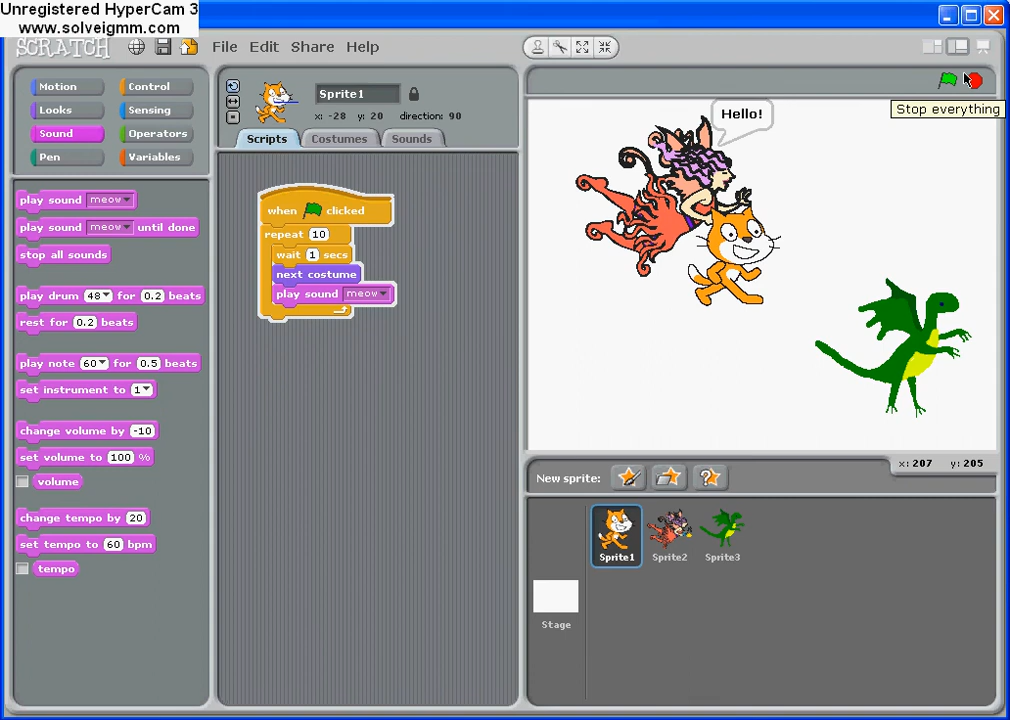 Unregistered HyperCam 3
www.solveigmm.com
SCRATCH
File Edit Share Help
Motion Control
Looks Sensing
Sound Operators
Pen Variables
play sound meow
play sound meow until done
stop all sounds
play drum 48 for 0.2 beats
rest for 0.2 beats
play note 60 for 0.5 beats
set instrument to 1
change volume by -10
set volume to 100 %
volume
change tempo by 20
set tempo to 60 bpm
tempo
Sprite1
x: -28 y: 20 direction: 90
Scripts Costumes Sounds
when clicked
repeat 10
wait 1 secs
next costume
play sound meow
Stop everything
Hello!
x: 207 y: 205
New sprite:
Sprite1 Sprite2 Sprite3
Stage